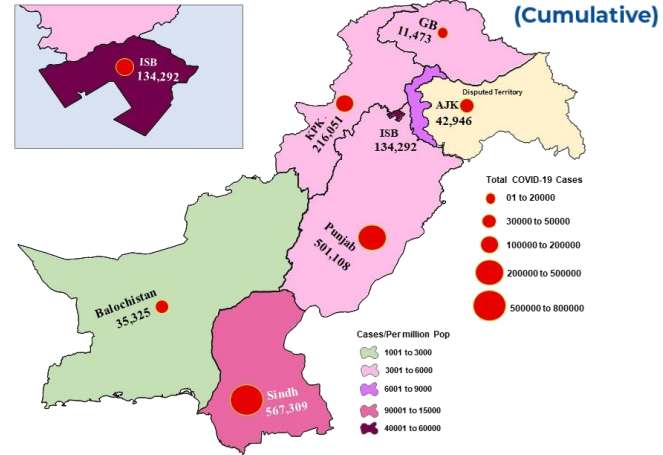 (Cumulative)
ISB
134,292
GB
11,473
Disputed Territory
AJK
42,946
KPK.
216,051
ISB
134,292
Punjab
501,108
Balochistan
35,325
Sindh
567,309
Total COVID-19 Cases
01 to 20000
30000 to 50000
100000 to 200000
200000 to 500000
500000 to 800000
Cases/Per million Pop
1001 to 3000
3001 to 6000
6001 to 9000
90001 to 15000
40001 to 60000